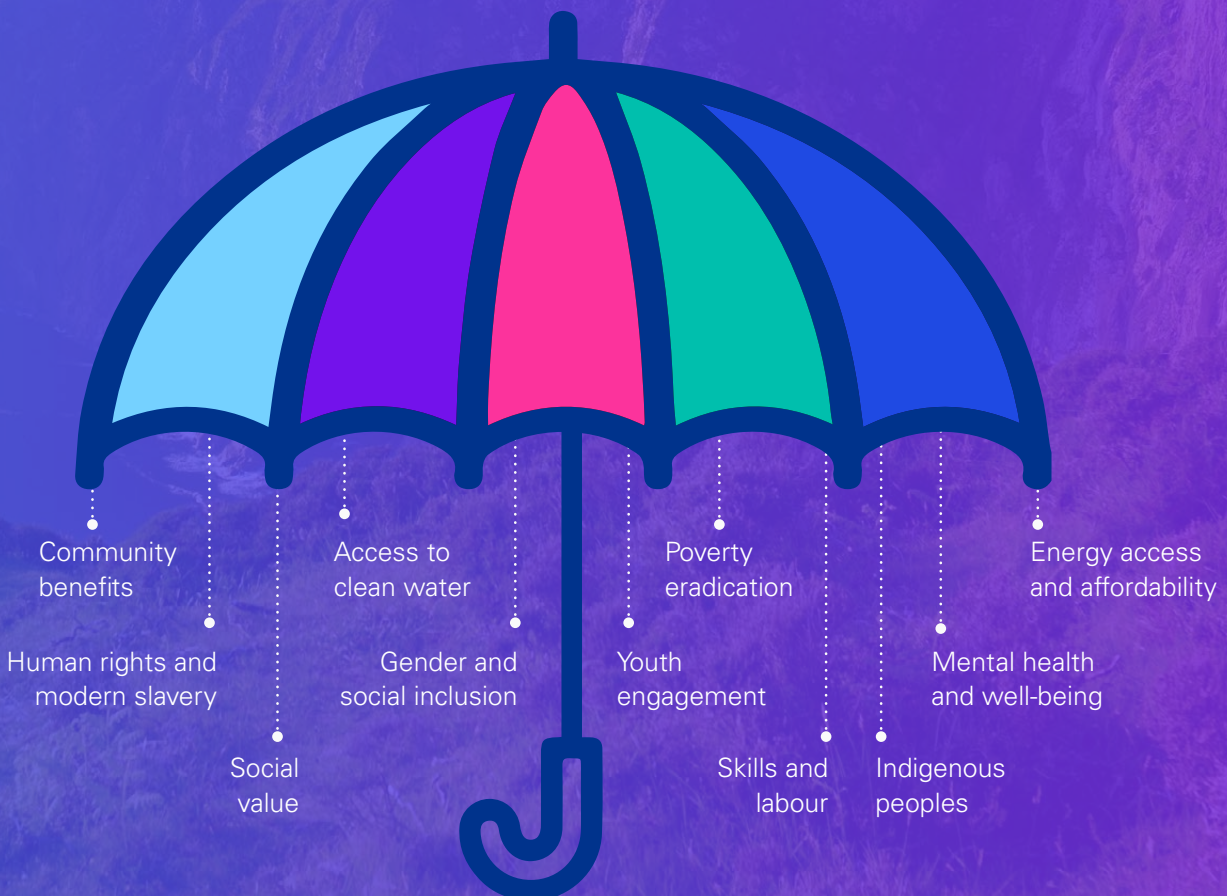 Community
benefits
Human rights and
modern slavery
Social
value
Access to
clean water
Gender and
social inclusion
Youth
engagement
Poverty
eradication
Skills and
labour
Indigenous
peoples
Mental health
and well-being
Energy access
and affordability